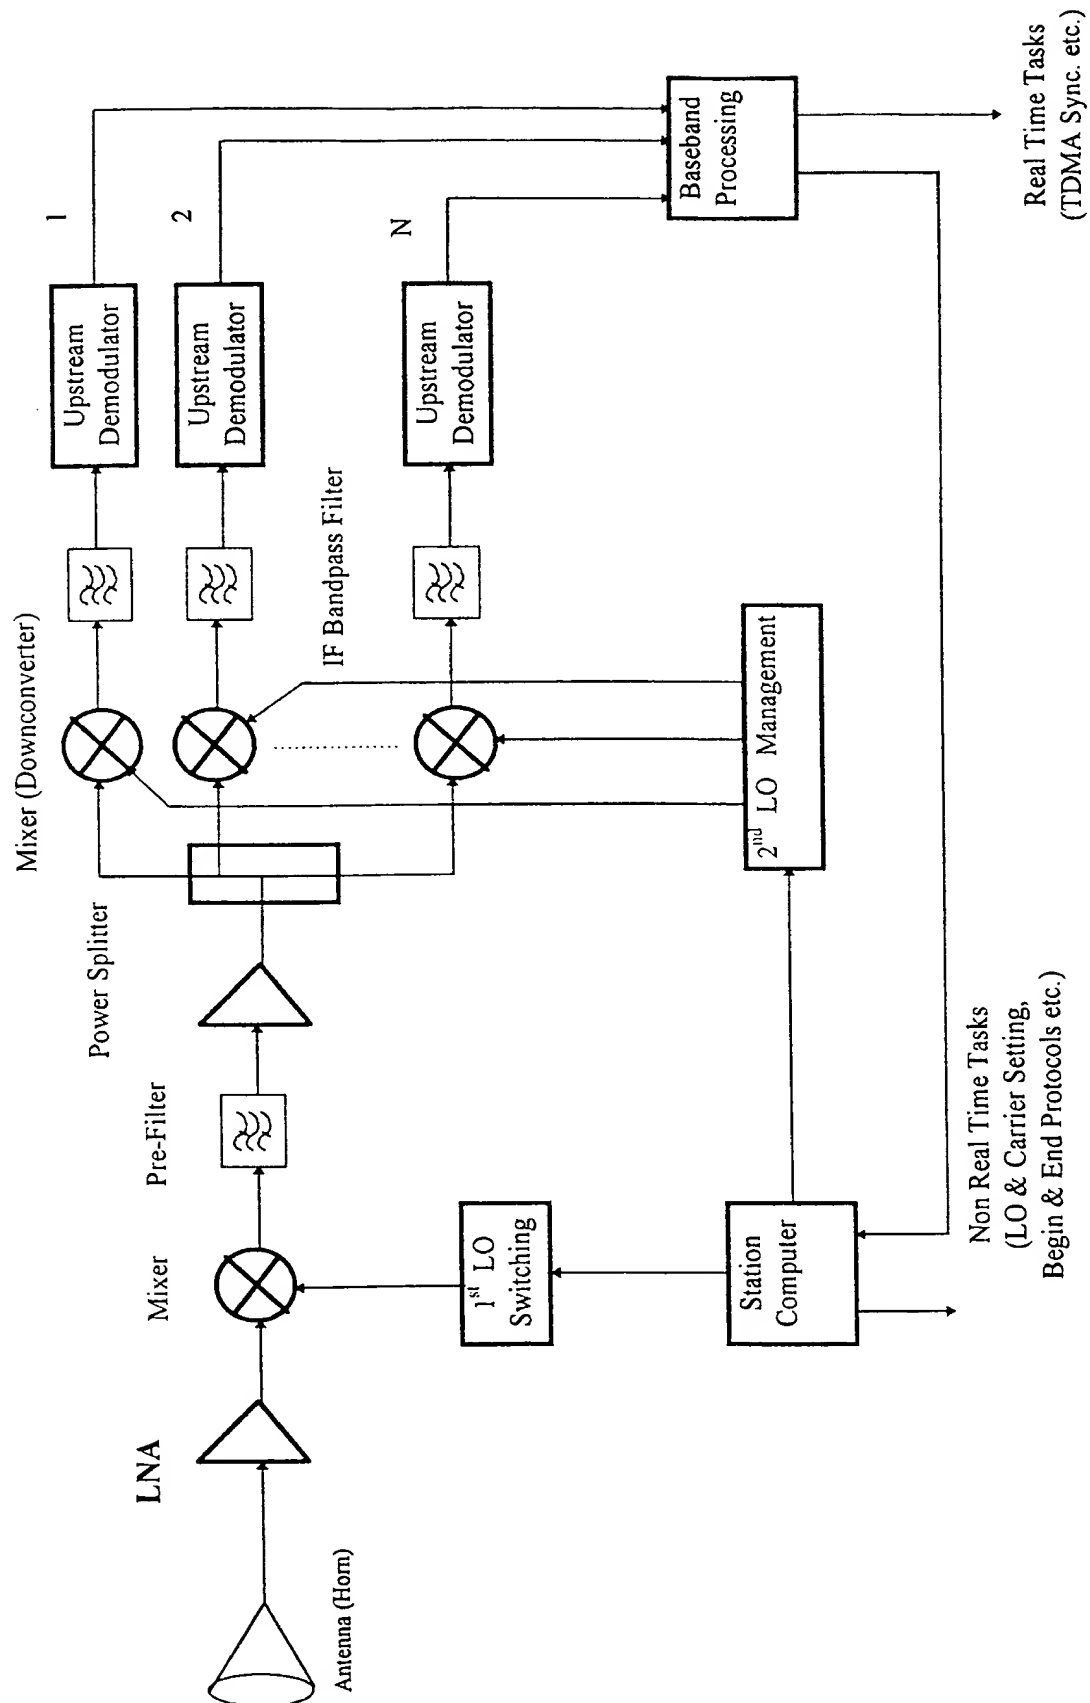 Antenna (Horn)
LNA
Mixer
Pre-Filter
Power Splitter
Mixer (Downconverter)
IF Bandpass Filter
Upstream
Demodulator
1
Upstream
Demodulator
2
Upstream
Demodulator
N
Baseband
Processing
1st LO
Switching
Station
Computer
2nd LO Management
Non Real Time Tasks
(LO & Carrier Setting,
Begin & End Protocols etc.)
Real Time Tasks
(TDMA Sync. etc.)